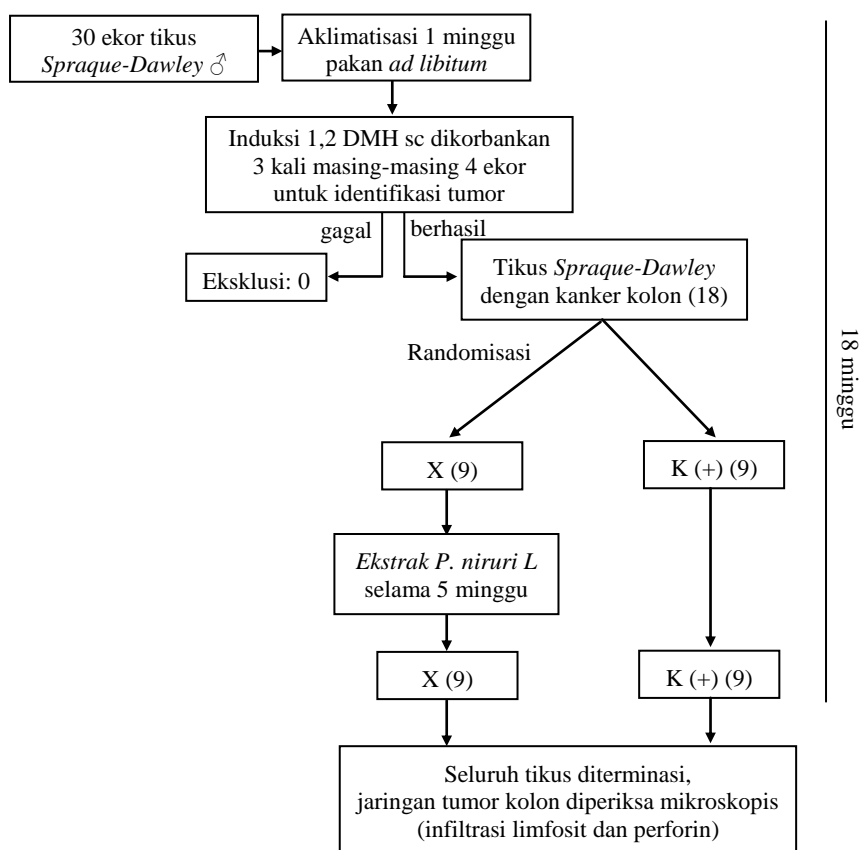 30 ekor tikus
Spraque-Dawley ♂
Aklimatisasi 1 minggu
pakan ad libitum
Induksi 1,2 DMH sc dikorbankan
3 kali masing-masing 4 ekor
untuk identifikasi tumor
gagal
berhasil
Eksklusi: 0
Tikus Spraque-Dawley
dengan kanker kolon (18)
Randomisasi
X (9)
K (+) (9)
Ekstrak P. niruri L
selama 5 minggu
X (9)
K (+) (9)
Seluruh tikus diterminasi,
jaringan tumor kolon diperiksa mikroskopis
(infiltrasi limfosit dan perforin)
18 minggu